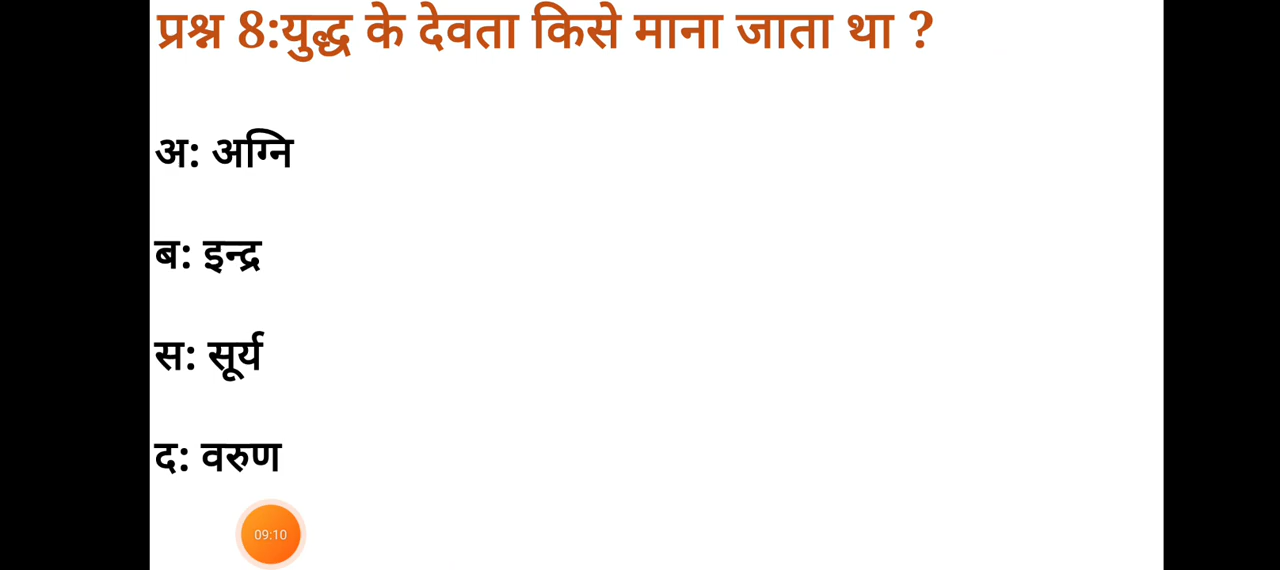 प्रश्न 8:युद्ध के देवता किसे माना जाता था ?
अ: अग्नि
ब: इन्द्र
स: सूर्य
द: वरुण
09:10